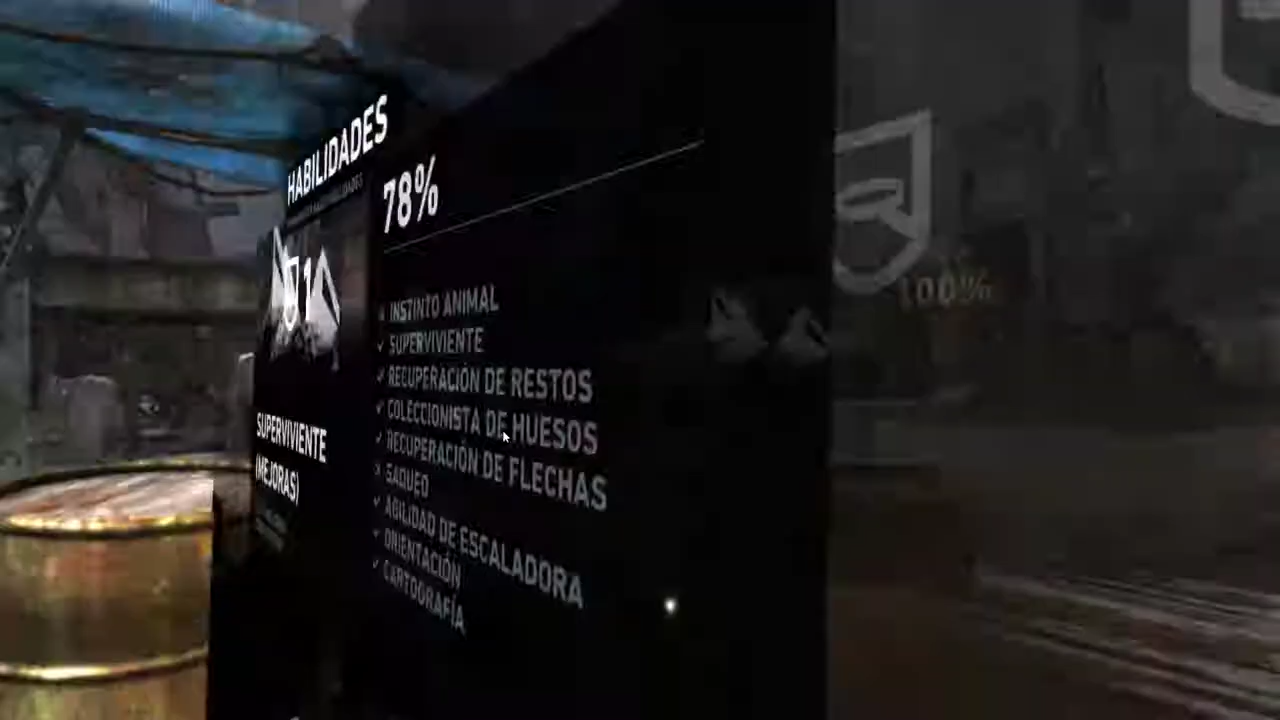 HABILIDADES
78%
1
SUPERVIVIENTE
(MEJORAS)
INSTINTO ANIMAL
SUPERVIVIENTE
RECUPERACIÓN DE RESTOS
COLECCIONISTA DE HUESOS
RECUPERACIÓN DE FLECHAS
SAQUEO
AGILIDAD DE ESCALADORA
ORIENTACIÓN
CARTOGRAFÍA
100%